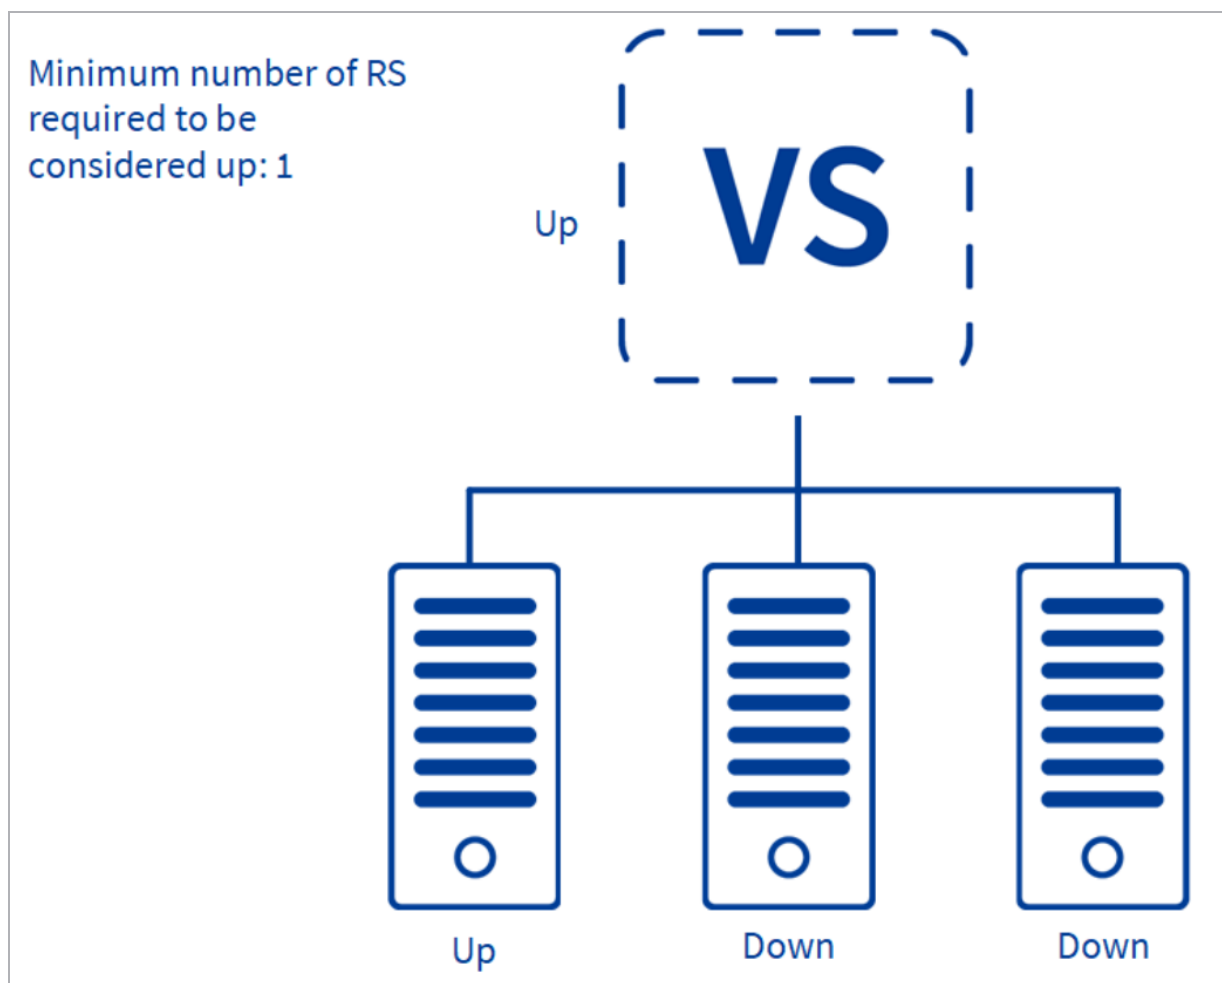 Minimum number of RS
required to be
considered up: 1
VS
Up
Up
Down
Down